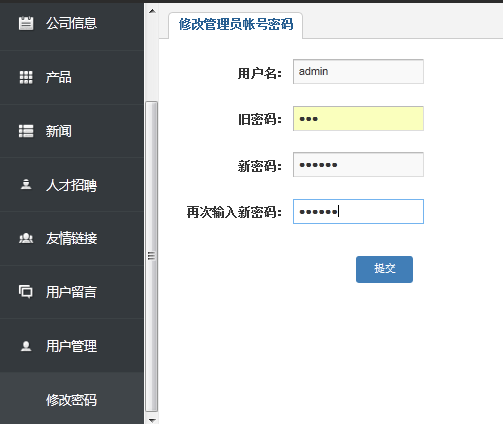 公司信息
产品
新闻
人才招聘
友情链接
用户留言
用户管理
修改密码
修改管理员帐号密码
用户名： admin
旧密码： •••
新密码： ••••••
再次输入新密码： ••••••
提交